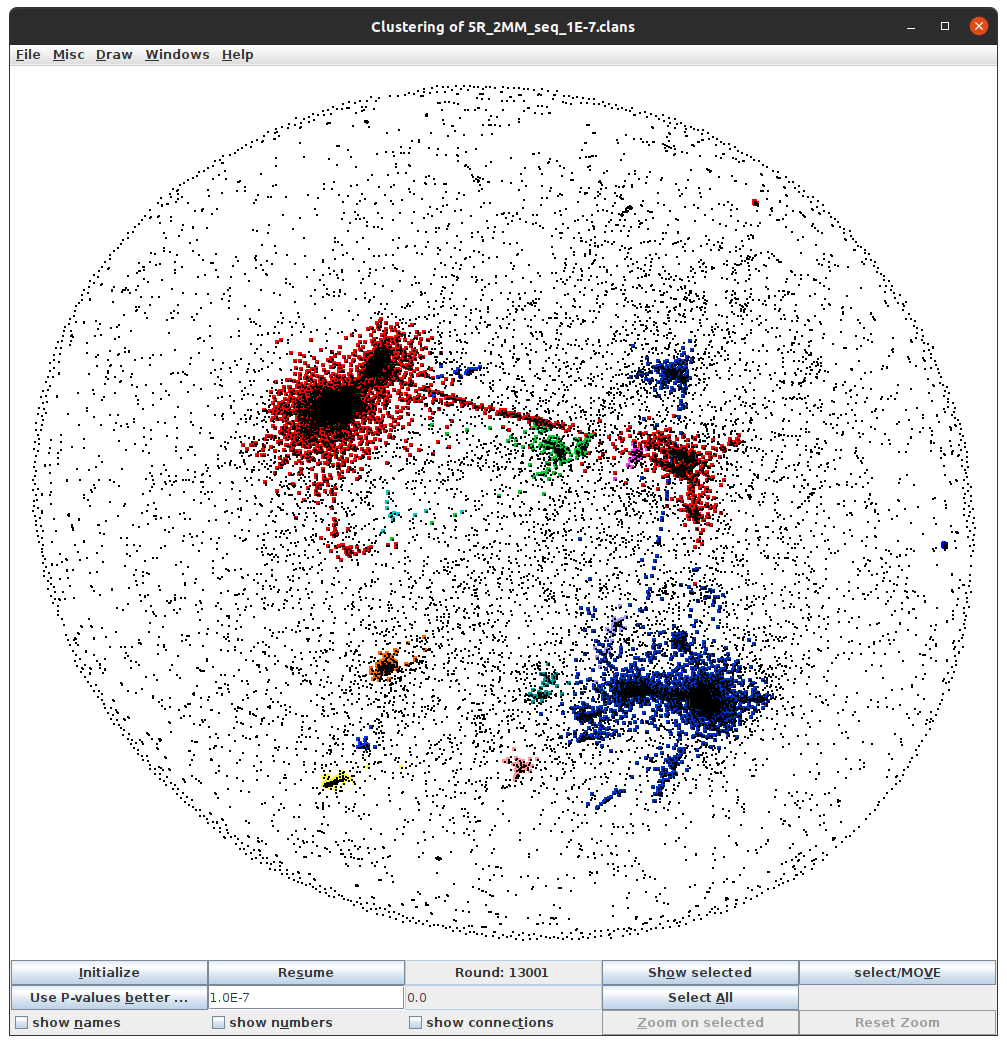 Clustering of 5R_2MM_seq_1E-7.clans
File Misc Draw Windows Help
Initialize Resume Round: 13001 Show selected select/MOVE
Use P-values better ... 1.0E-7 0.0 Select All
show names show numbers show connections Zoom on selected Reset Zoom